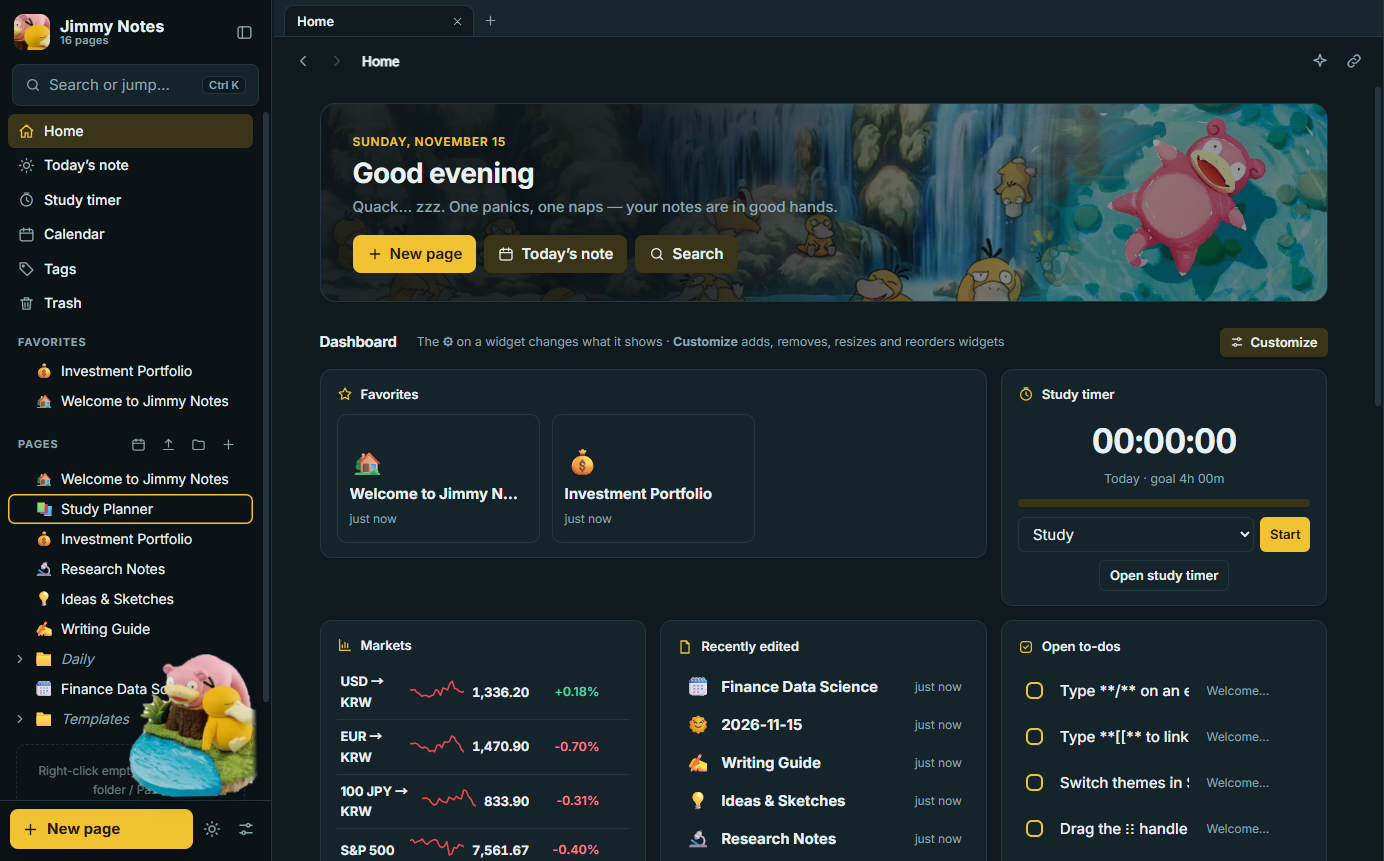 Jimmy Notes
16 pages
Search or jump...
Ctrl K
Home
Today's note
Study timer
Calendar
Tags
Trash
FAVORITES
Investment Portfolio
Welcome to Jimmy Notes
PAGES
Welcome to Jimmy Notes
Study Planner
Investment Portfolio
Research Notes
Ideas & Sketches
Writing Guide
Daily
Finance Data
Templates
Right-click
folder /
New page
Home
Home
SUNDAY, NOVEMBER 15
Good evening
Quack... zzz. One panics, one naps — your notes are in good hands.
New page
Today's note
Search
Dashboard
The ⚙ on a widget changes what it shows · Customize adds, removes, resizes and reorders widgets
Customize
Favorites
Welcome to Jimmy N...
just now
Investment Portfolio
just now
Study timer
00:00:00
Today · goal 4h 00m
Study
Start
Open study timer
Markets
USD →
KRW
1,336.20
+0.18%
EUR →
KRW
1,470.90
-0.70%
100 JPY →
KRW
833.90
-0.31%
S&P 500
7,561.67
-0.40%
Recently edited
Finance Data Science
just now
2026-11-15
just now
Writing Guide
just now
Ideas & Sketches
just now
Research Notes
just now
Open to-dos
Type **/** on an e
Welcome...
Type **[[** to link
Welcome...
Switch themes in
Welcome...
Drag the ⠿ handle
Welcome...